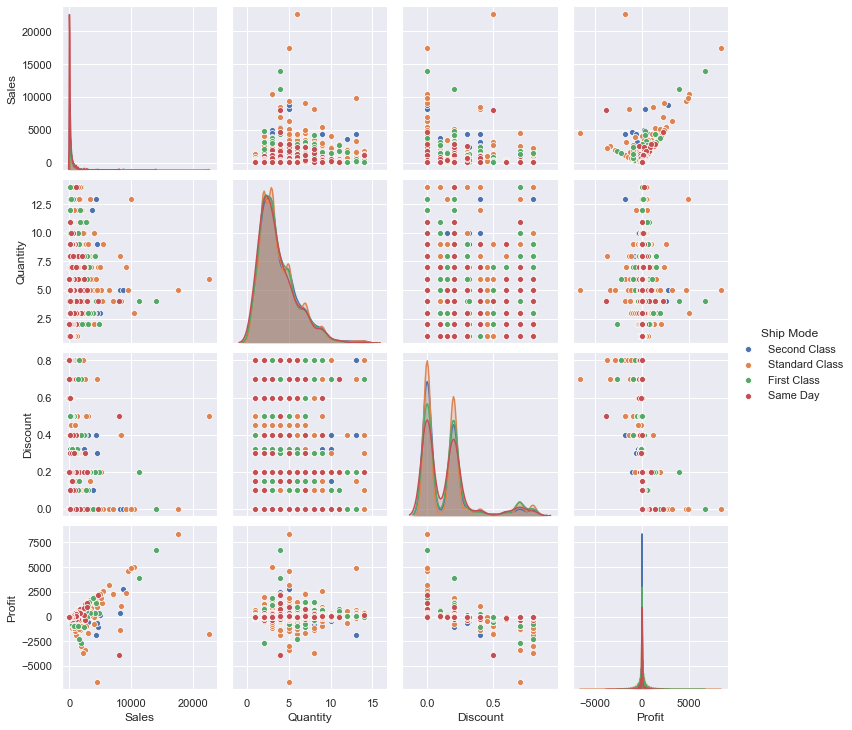 20000
15000
10000
5000
0
Sales
12.5
10.0
7.5
5.0
2.5
Quantity
Ship Mode
Second Class
Standard Class
First Class
Same Day
0.8
0.6
0.4
0.2
0.0
Discount
7500
5000
2500
0
−2500
−5000
Profit
0 10000 20000
Sales
0 5 10 15
Quantity
0.0 0.5
Discount
−5000 0 5000
Profit